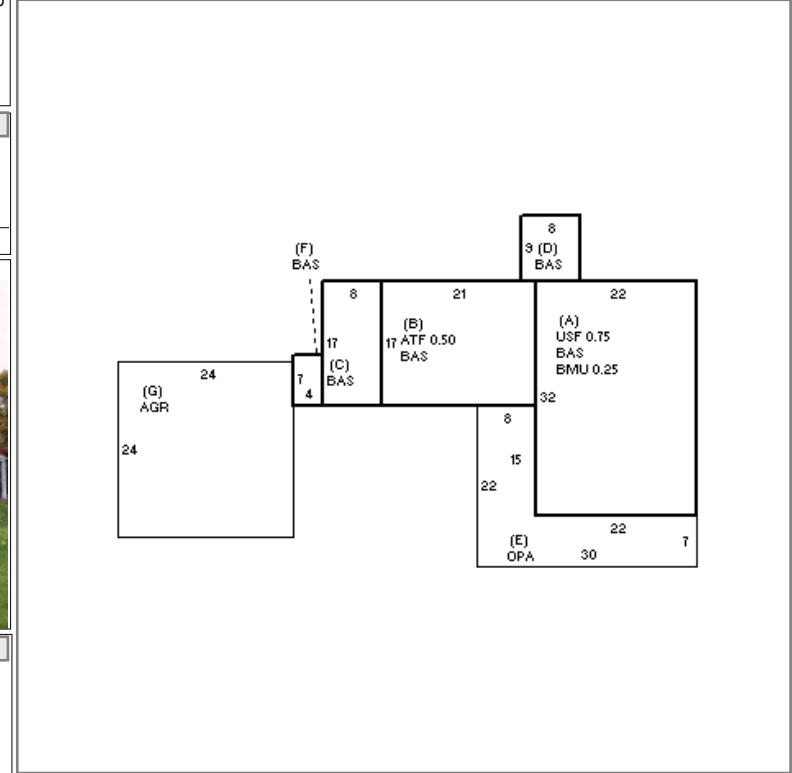 8
9 (D)
BAS
(F)
BAS
8
21
22
17
(C)
BAS
17
(B)
ATF 0.50
BAS
(A)
USF 0.75
BAS
BMU 0.25
32
7
4
24
(G)
AGR
24
8
15
22
22
7
(E)
OPA
30